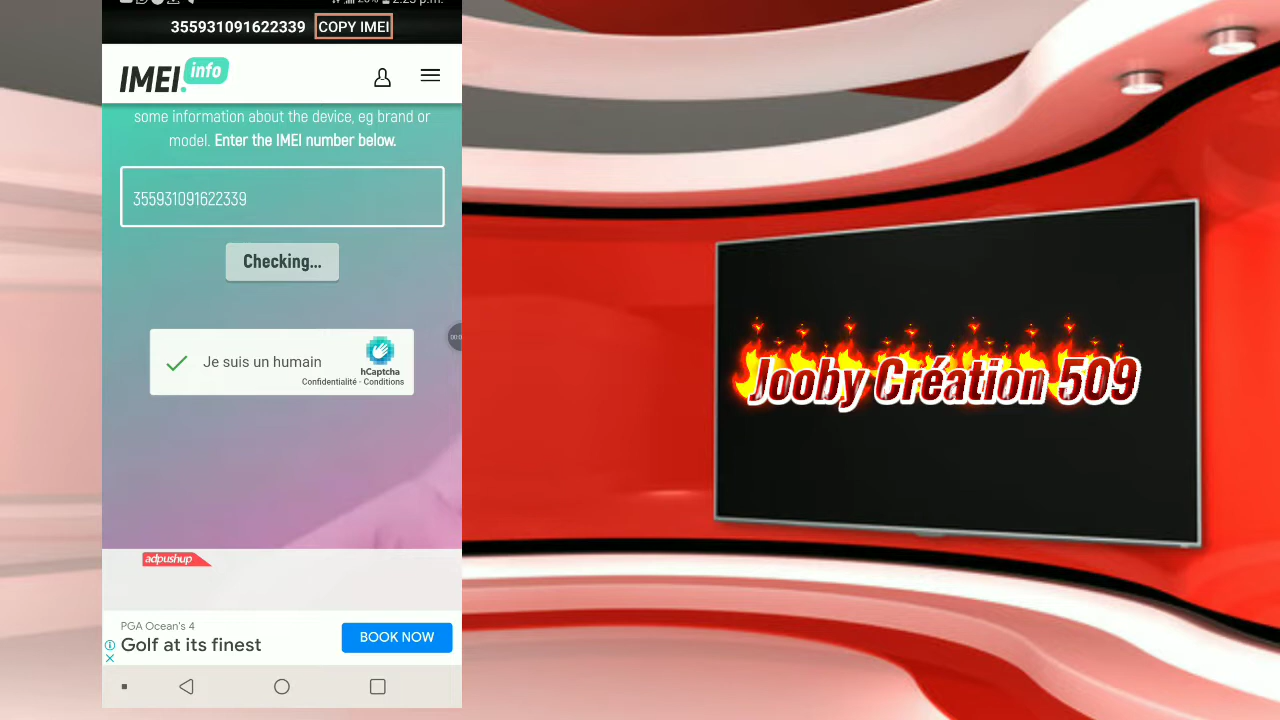 355931091622339 COPY IMEI
IMEI.info
some information about the device, eg brand or
model. Enter the IMEI number below.
355931091622339
Checking...
Je suis un humain
hCaptcha
Confidentialité - Conditions
adpushup
PGA Ocean's 4
Golf at its finest
BOOK NOW
Jooby Création 509